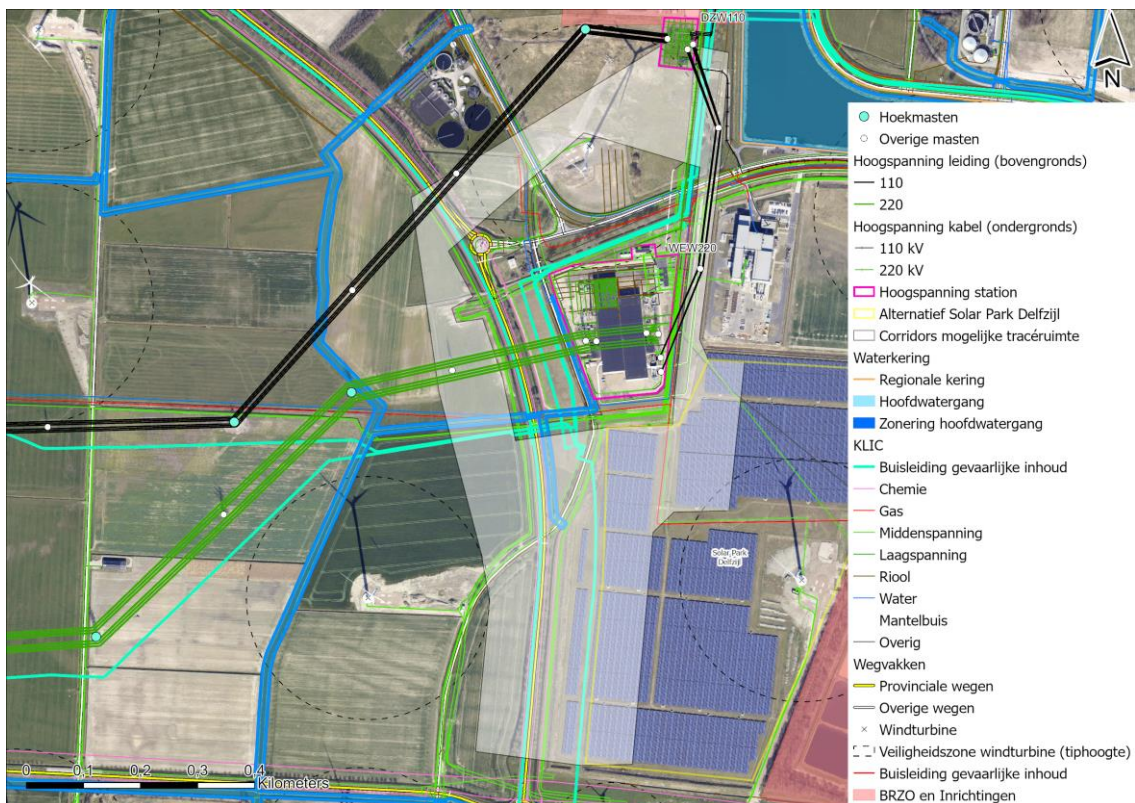 DZW110
N
WEW220
Solar Park
Delfzijl
0 0,1 0,2 0,3 0,4
Kilometers
Hoekmasten
Overige masten
Hoogspanning leiding (bovengronds)
110
220
Hoogspanning kabel (ondergronds)
110 kV
220 kV
Hoogspanning station
Alternatief Solar Park Delfzijl
Corridors mogelijke tracéruimte
Waterkering
Regionale kering
Hoofdwatergang
Zonering hoofdwatergang
KLIC
Buisleiding gevaarlijke inhoud
Chemie
Gas
Middenspanning
Laagspanning
Riool
Water
Mantelbuis
Overig
Wegvakken
Provinciale wegen
Overige wegen
Windturbine
Veiligheidszone windturbine (tiphoogte)
Buisleiding gevaarlijke inhoud
BRZO en Inrichtingen